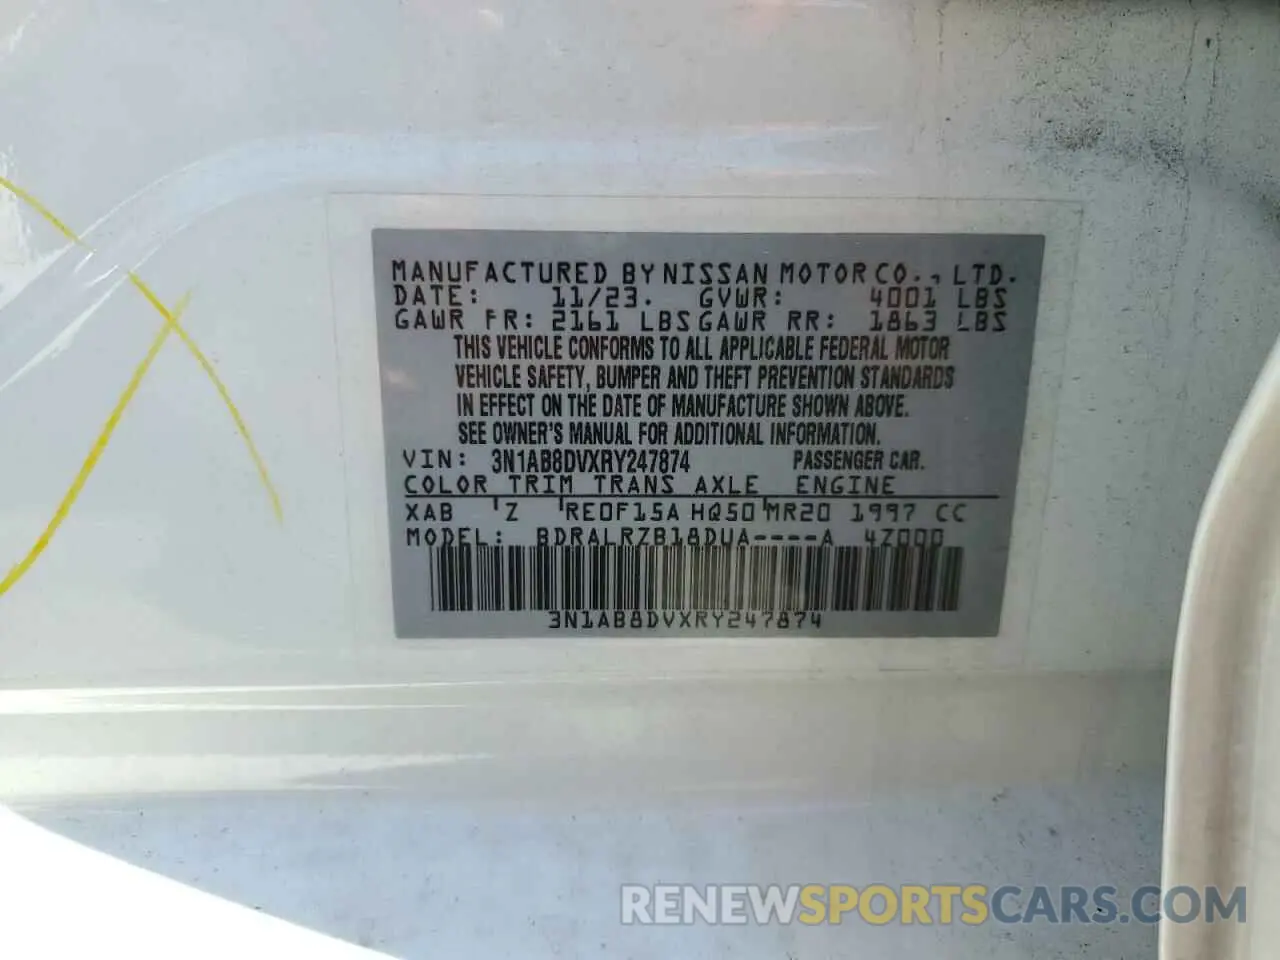 MANUFACTURED BY NISSAN MOTOR CO., LTD.
DATE: 11/23. GVWR: 4001 LBS
GAWR FR: 2161 LBS GAWR RR: 1863 LBS
THIS VEHICLE CONFORMS TO ALL APPLICABLE FEDERAL MOTOR
VEHICLE SAFETY, BUMPER AND THEFT PREVENTION STANDARDS
IN EFFECT ON THE DATE OF MANUFACTURE SHOWN ABOVE.
SEE OWNER'S MANUAL FOR ADDITIONAL INFORMATION.
VIN: 3N1AB8DVXRY247874 PASSENGER CAR.
COLOR TRIM TRANS AXLE ENGINE
XAB Z RE0F15A HQ50 MR20 1997 CC
MODEL: BDRALRZB18DUA----A 4Z000
3N1AB8DVXRY247874
RENEWSPORTSCARS.COM